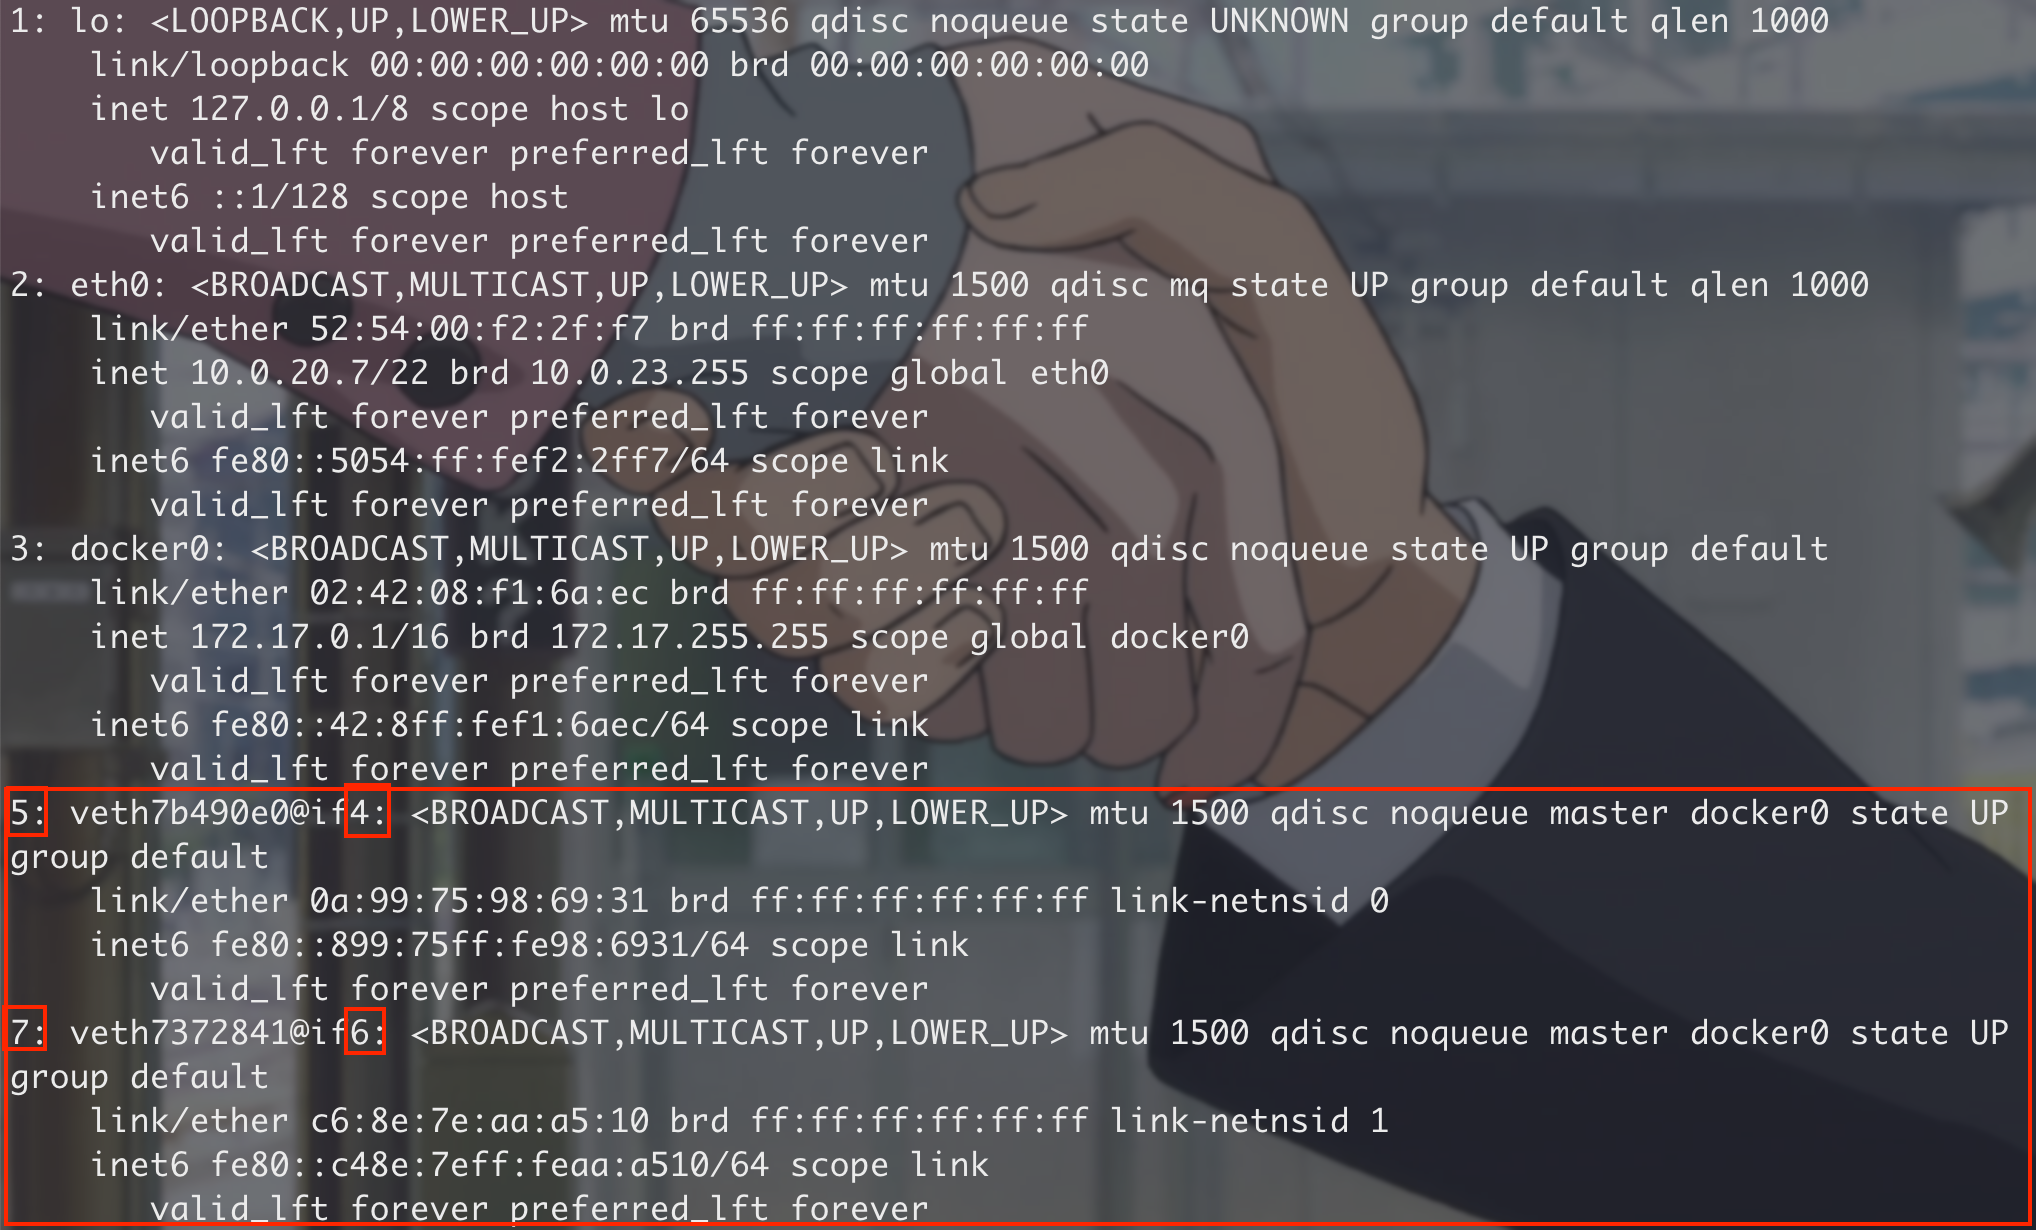 1: lo: <LOOPBACK,UP,LOWER_UP> mtu 65536 qdisc noqueue state UNKNOWN group default qlen 1000
    link/loopback 00:00:00:00:00:00 brd 00:00:00:00:00:00
    inet 127.0.0.1/8 scope host lo
       valid_lft forever preferred_lft forever
    inet6 ::1/128 scope host
       valid_lft forever preferred_lft forever
2: eth0: <BROADCAST,MULTICAST,UP,LOWER_UP> mtu 1500 qdisc mq state UP group default qlen 1000
    link/ether 52:54:00:f2:2f:f7 brd ff:ff:ff:ff:ff:ff
    inet 10.0.20.7/22 brd 10.0.23.255 scope global eth0
       valid_lft forever preferred_lft forever
    inet6 fe80::5054:ff:fef2:2ff7/64 scope link
       valid_lft forever preferred_lft forever
3: docker0: <BROADCAST,MULTICAST,UP,LOWER_UP> mtu 1500 qdisc noqueue state UP group default
    link/ether 02:42:08:f1:6a:ec brd ff:ff:ff:ff:ff:ff
    inet 172.17.0.1/16 brd 172.17.255.255 scope global docker0
       valid_lft forever preferred_lft forever
    inet6 fe80::42:8ff:fef1:6aec/64 scope link
       valid_lft forever preferred_lft forever
5: veth7b490e0@if4: <BROADCAST,MULTICAST,UP,LOWER_UP> mtu 1500 qdisc noqueue master docker0 state UP
group default
    link/ether 0a:99:75:98:69:31 brd ff:ff:ff:ff:ff:ff link-netnsid 0
    inet6 fe80::899:75ff:fe98:6931/64 scope link
       valid_lft forever preferred_lft forever
7: veth7372841@if6: <BROADCAST,MULTICAST,UP,LOWER_UP> mtu 1500 qdisc noqueue master docker0 state UP
group default
    link/ether c6:8e:7e:aa:a5:10 brd ff:ff:ff:ff:ff:ff link-netnsid 1
    inet6 fe80::c48e:7eff:feaa:a510/64 scope link
       valid_lft forever preferred_lft forever